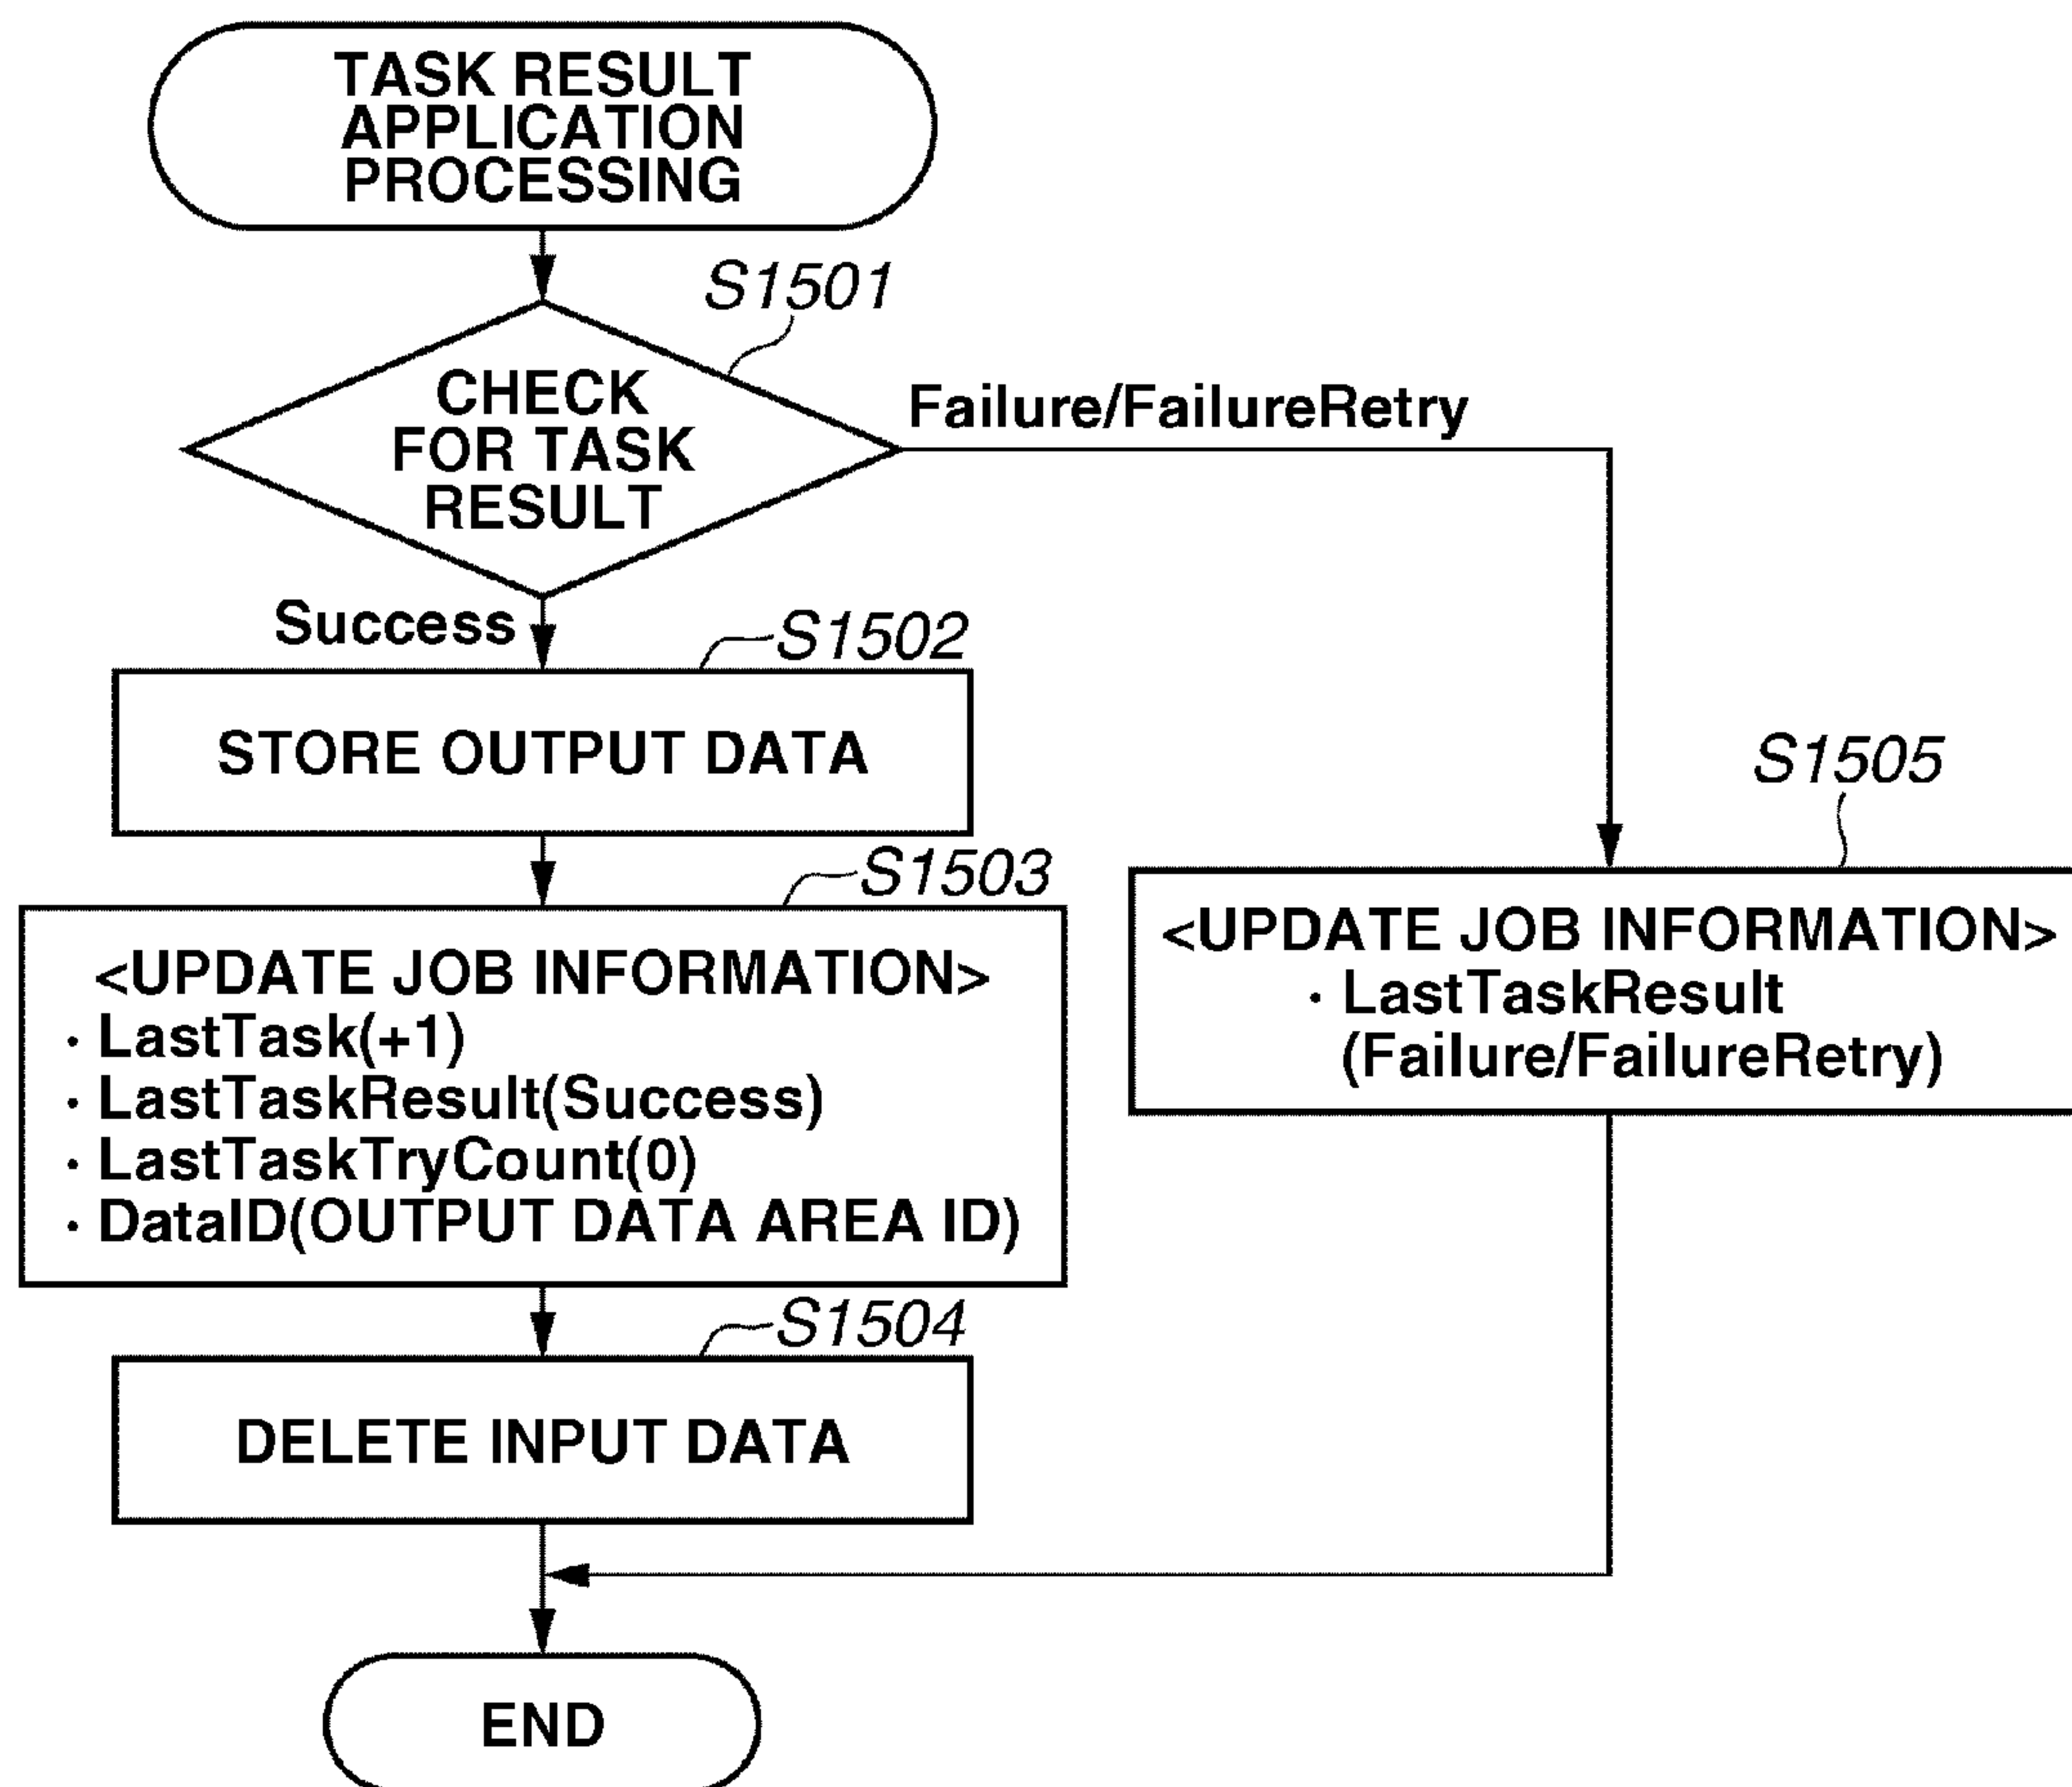 TASK RESULT
APPLICATION
PROCESSING
S1501
CHECK
FOR TASK
RESULT
Failure/FailureRetry
Success
S1502
STORE OUTPUT DATA
S1503
<UPDATE JOB INFORMATION>
· LastTask(+1)
· LastTaskResult(Success)
· LastTaskTryCount(0)
· DataID(OUTPUT DATA AREA ID)
S1505
<UPDATE JOB INFORMATION>
· LastTaskResult
(Failure/FailureRetry)
S1504
DELETE INPUT DATA
END